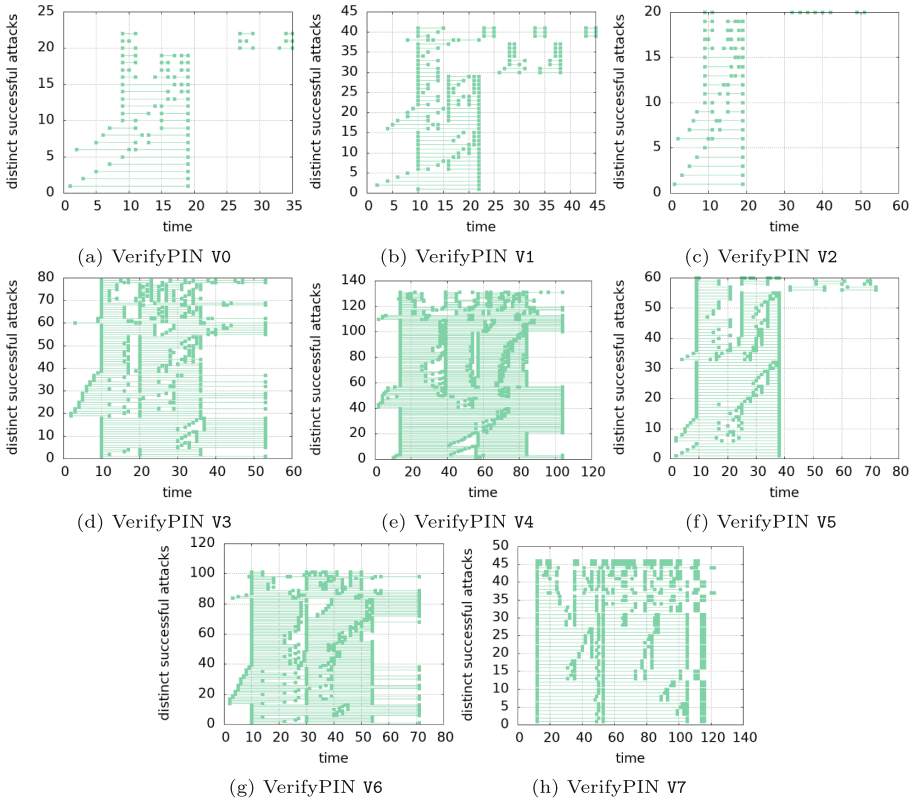 distinct successful attacks
25
20
15
10
5
0
0 5 10 15 20 25 30 35
time
(a) VerifyPIN V0
distinct successful attacks
45
40
35
30
25
20
15
10
5
0
0 5 10 15 20 25 30 35 40 45
time
(b) VerifyPIN V1
distinct successful attacks
20
15
10
5
0
0 10 20 30 40 50 60
time
(c) VerifyPIN V2
distinct successful attacks
80
70
60
50
40
30
20
10
0
0 10 20 30 40 50 60
time
(d) VerifyPIN V3
distinct successful attacks
140
120
100
80
60
40
20
0
0 20 40 60 80 100 120
time
(e) VerifyPIN V4
distinct successful attacks
60
50
40
30
20
10
0
0 10 20 30 40 50 60 70 80
time
(f) VerifyPIN V5
distinct successful attacks
120
100
80
60
40
20
0
0 10 20 30 40 50 60 70 80
time
(g) VerifyPIN V6
distinct successful attacks
50
45
40
35
30
25
20
15
10
5
0
0 20 40 60 80 100 120 140
time
(h) VerifyPIN V7